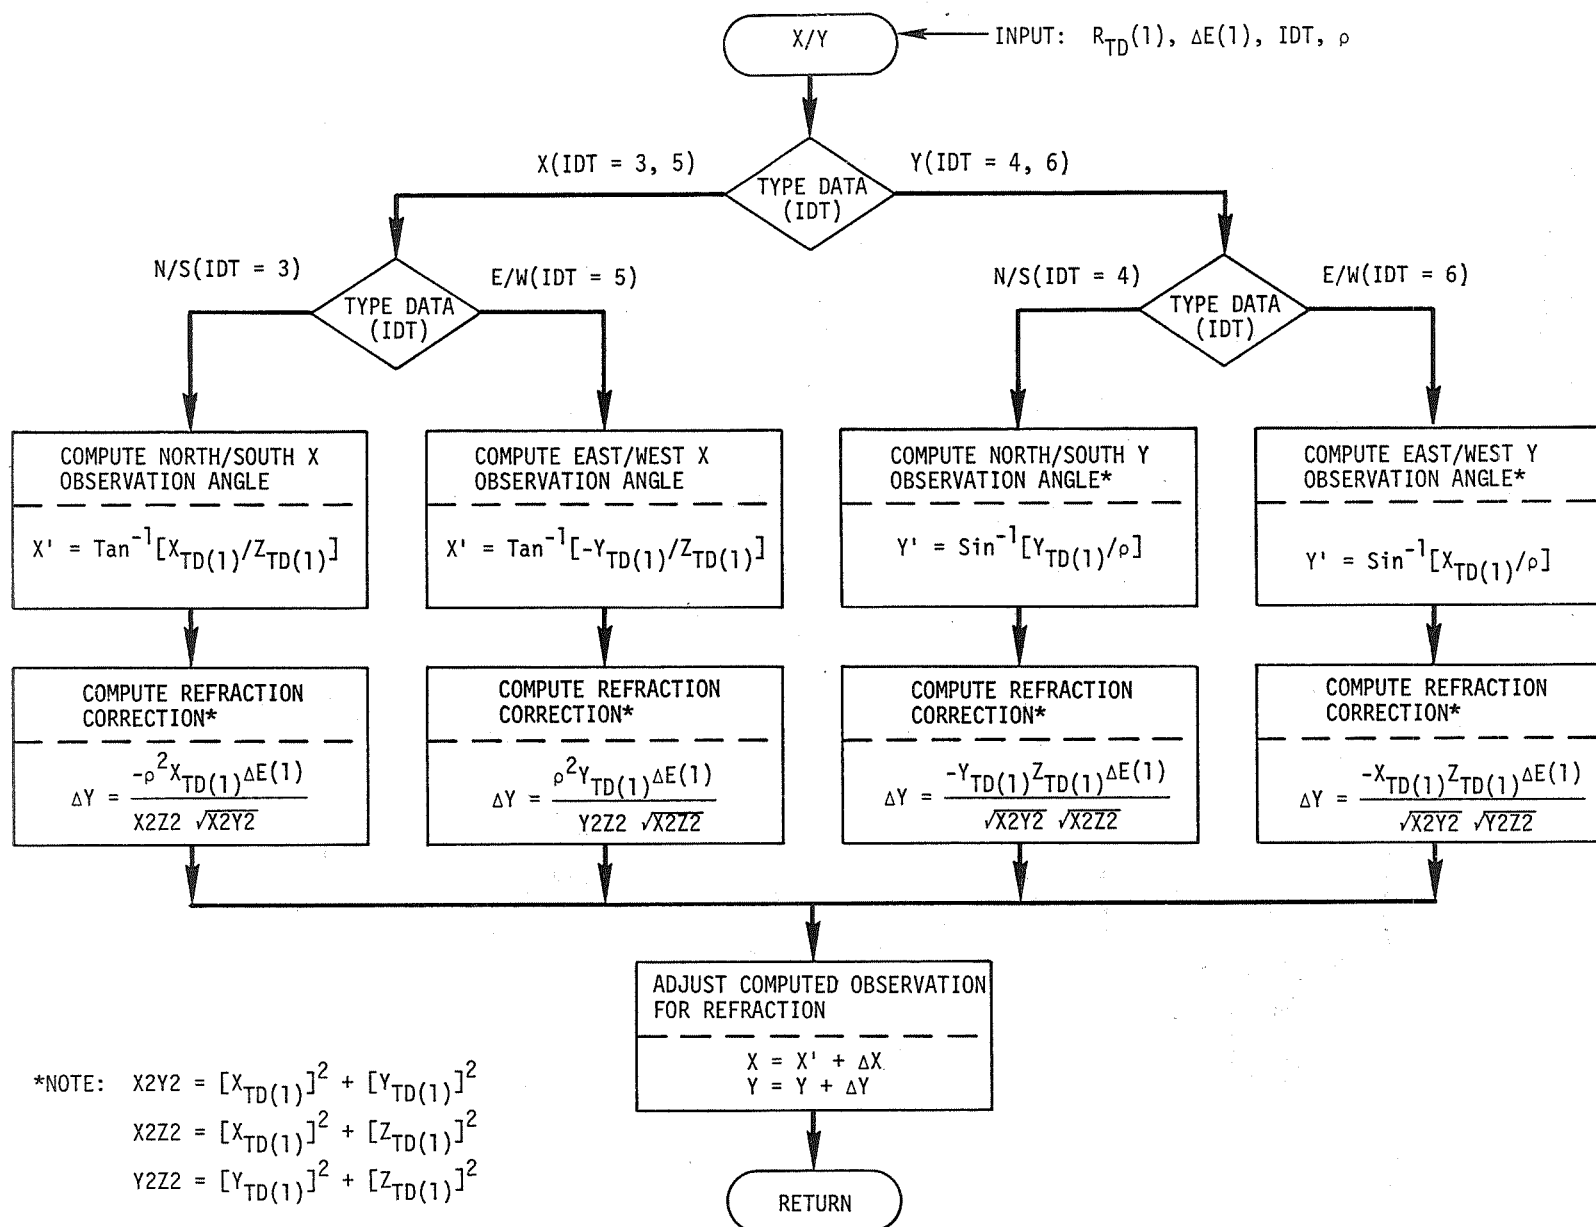 X/Y
INPUT: R_TD(1), ΔE(1), IDT, ρ
X(IDT = 3, 5)
Y(IDT = 4, 6)
TYPE DATA
(IDT)
N/S(IDT = 3)
E/W(IDT = 5)
TYPE DATA
(IDT)
N/S(IDT = 4)
E/W(IDT = 6)
TYPE DATA
(IDT)
COMPUTE NORTH/SOUTH X
OBSERVATION ANGLE
X' = Tan^-1[X_TD(1)/Z_TD(1)]
COMPUTE EAST/WEST X
OBSERVATION ANGLE
X' = Tan^-1[-Y_TD(1)/Z_TD(1)]
COMPUTE NORTH/SOUTH Y
OBSERVATION ANGLE*
Y' = Sin^-1[Y_TD(1)/ρ]
COMPUTE EAST/WEST Y
OBSERVATION ANGLE*
Y' = Sin^-1[X_TD(1)/ρ]
COMPUTE REFRACTION
CORRECTION*
ΔY = -ρ^2 X_TD(1) ΔE(1) / X2Z2 √X2Y2
COMPUTE REFRACTION
CORRECTION*
ΔY = ρ^2 Y_TD(1) ΔE(1) / Y2Z2 √X2Z2
COMPUTE REFRACTION
CORRECTION*
ΔY = -Y_TD(1) Z_TD(1) ΔE(1) / √X2Y2 √X2Z2
COMPUTE REFRACTION
CORRECTION*
ΔY = -X_TD(1) Z_TD(1) ΔE(1) / √X2Y2 √Y2Z2
ADJUST COMPUTED OBSERVATION
FOR REFRACTION
X = X' + ΔX
Y = Y + ΔY
*NOTE: X2Y2 = [X_TD(1)]^2 + [Y_TD(1)]^2
X2Z2 = [X_TD(1)]^2 + [Z_TD(1)]^2
Y2Z2 = [Y_TD(1)]^2 + [Z_TD(1)]^2
RETURN